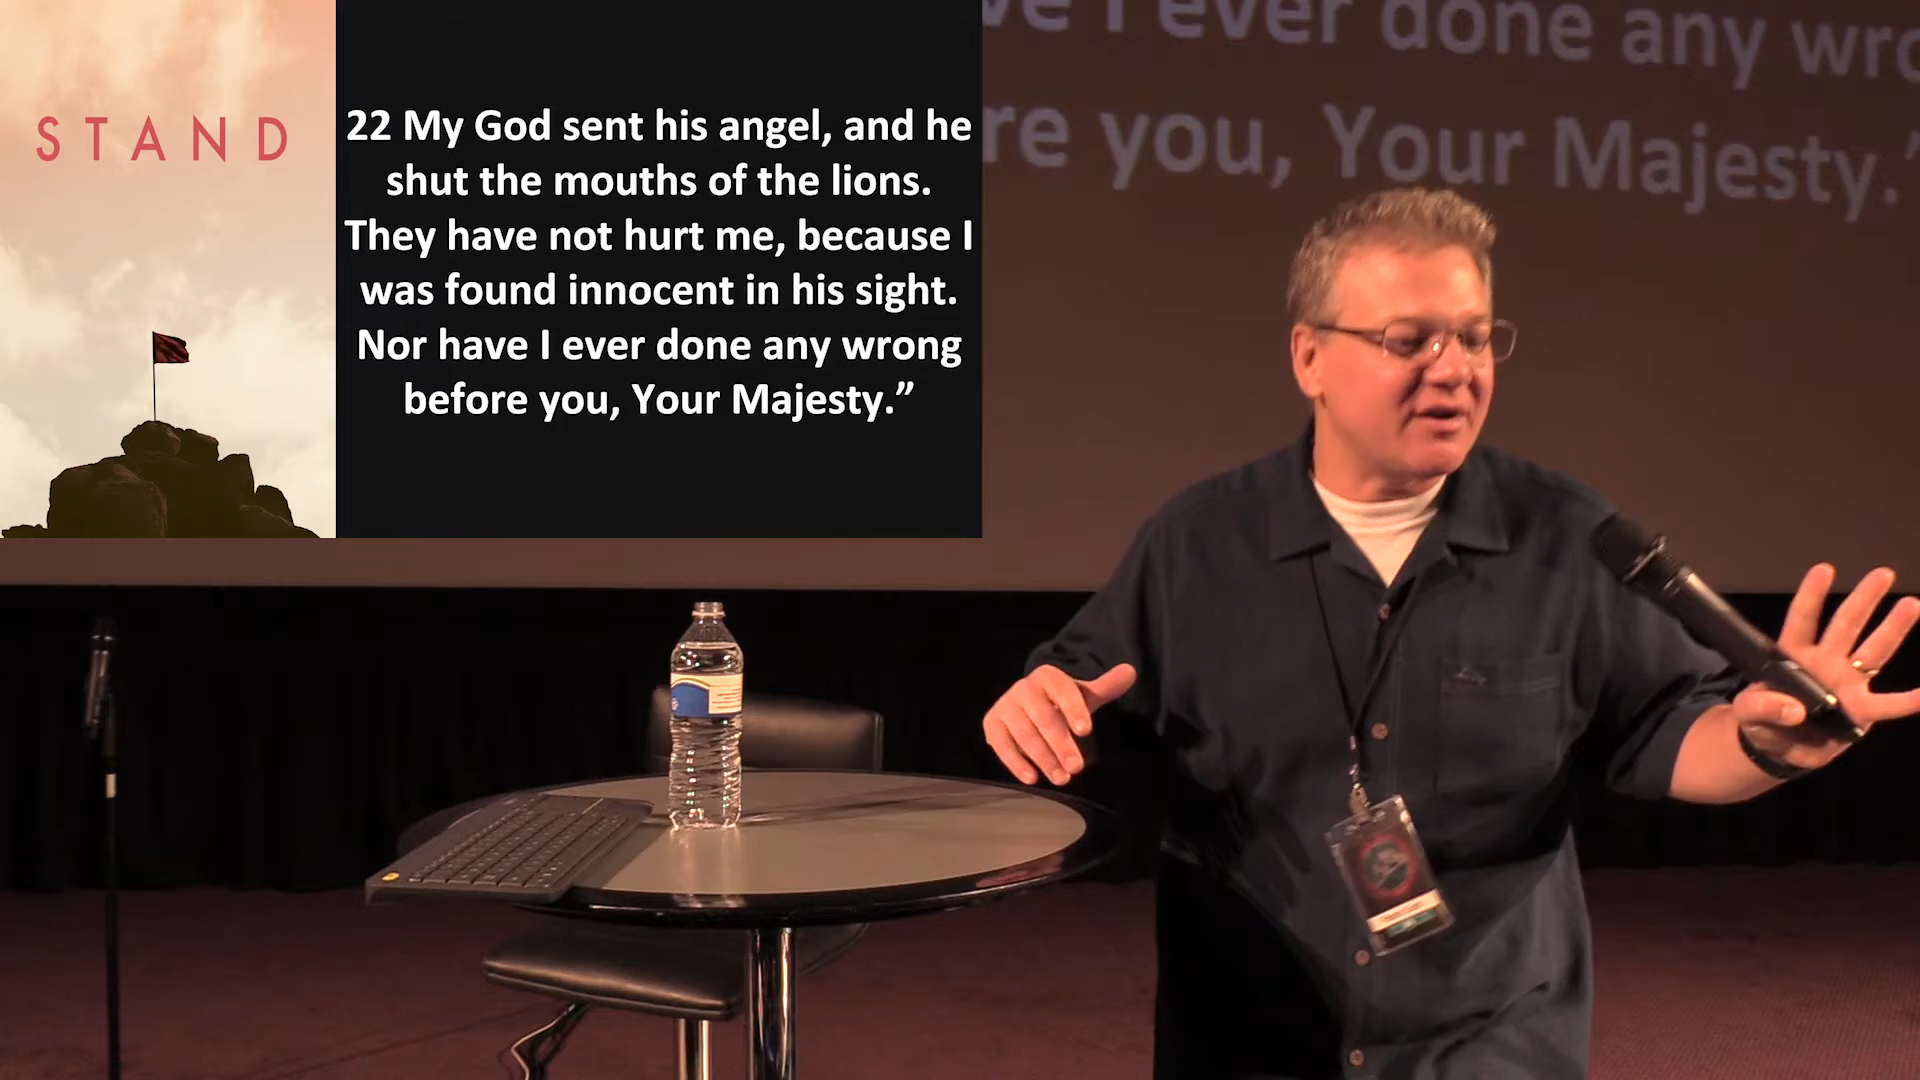 STAND
22 My God sent his angel, and he
shut the mouths of the lions.
They have not hurt me, because I
was found innocent in his sight.
Nor have I ever done any wrong
before you, Your Majesty.”
I ever done any
you, Your Majesty.”